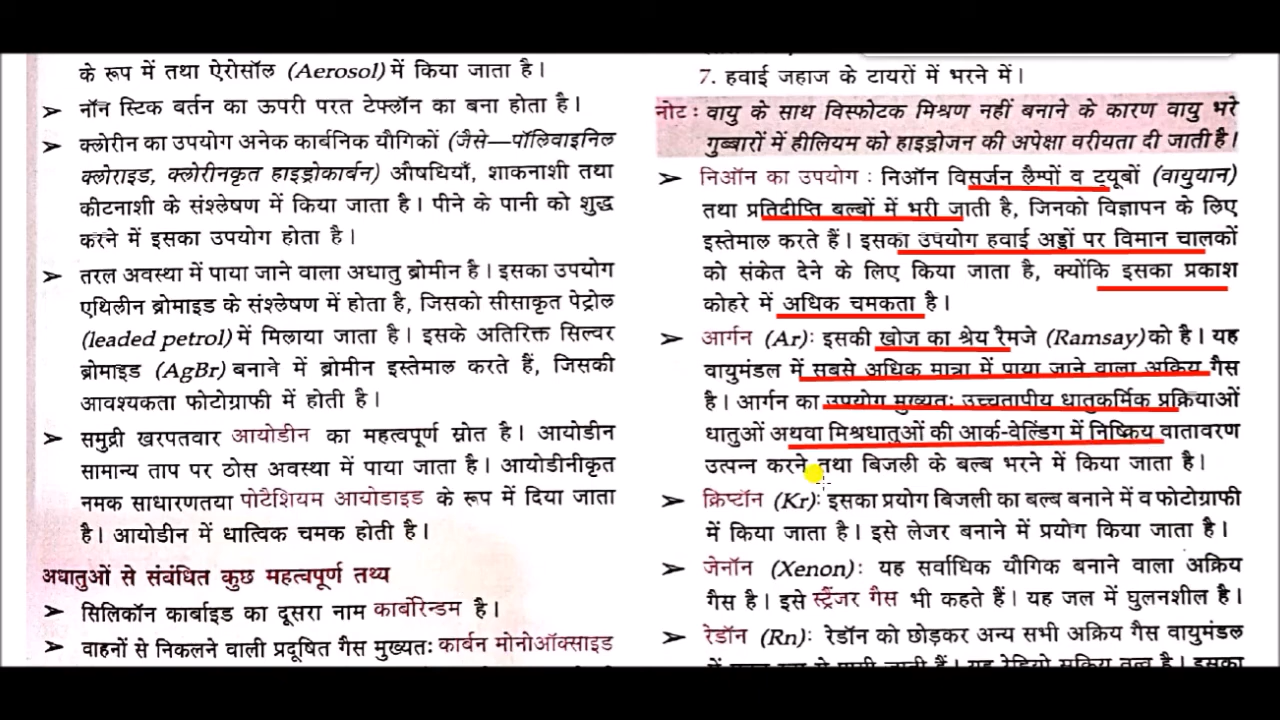 के रूप में तथा ऐरोसॉल (Aerosol) में किया जाता है।
➢ नॉन स्टिक बर्तन का ऊपरी परत टेफ्लॉन का बना होता है।
➢ क्लोरीन का उपयोग अनेक कार्बनिक यौगिकों (जैसे—पॉलिवाइनिल
क्लोराइड, क्लोरीनकृत हाइड्रोकार्बन) औषधियाँ, शाकनाशी तथा
कीटनाशी के संश्लेषण में किया जाता है। पीने के पानी को शुद्ध
करने में इसका उपयोग होता है।
➢ तरल अवस्था में पाया जाने वाला अधातु ब्रोमीन है। इसका उपयोग
एथिलीन ब्रोमाइड के संश्लेषण में होता है, जिसको सीसाकृत पेट्रोल
(leaded petrol) में मिलाया जाता है। इसके अतिरिक्त सिल्वर
ब्रोमाइड (AgBr) बनाने में ब्रोमीन इस्तेमाल करते हैं, जिसकी
आवश्यकता फोटोग्राफी में होती है।
➢ समुद्री खरपतवार आयोडीन का महत्वपूर्ण स्रोत है। आयोडीन
सामान्य ताप पर ठोस अवस्था में पाया जाता है। आयोडीनीकृत
नमक साधारणतया पोटैशियम आयोडाइड के रूप में दिया जाता
है। आयोडीन में धात्विक चमक होती है।
अधातुओं से संबंधित कुछ महत्वपूर्ण तथ्य
➢ सिलिकॉन कार्बाइड का दूसरा नाम कार्बोरेन्डम है।
➢ वाहनों से निकलने वाली प्रदूषित गैस मुख्यतः कार्बन मोनोऑक्साइड
7. हवाई जहाज के टायरों में भरने में।
नोट : वायु के साथ विस्फोटक मिश्रण नहीं बनाने के कारण वायु भरे
गुब्बारों में हीलियम को हाइड्रोजन की अपेक्षा वरीयता दी जाती है।
➢ निऑन का उपयोग : निऑन विसर्जन लैम्पों व ट्यूबों (वायुयान)
तथा प्रतिदीप्ति बल्बों में भरी जाती है, जिनको विज्ञापन के लिए
इस्तेमाल करते हैं। इसका उपयोग हवाई अड्डों पर विमान चालकों
को संकेत देने के लिए किया जाता है, क्योंकि इसका प्रकाश
कोहरे में अधिक चमकता है।
➢ आर्गन (Ar): इसकी खोज का श्रेय रैमजे (Ramsay) को है। यह
वायुमंडल में सबसे अधिक मात्रा में पाया जाने वाला अक्रिय गैस
है। आर्गन का उपयोग मुख्यतः उच्चतापीय धातुकर्मिक प्रक्रियाओं
धातुओं अथवा मिश्रधातुओं की आर्क-वेल्डिंग में निष्क्रिय वातावरण
उत्पन्न करने तथा बिजली के बल्ब भरने में किया जाता है।
➢ क्रिप्टॉन (Kr): इसका प्रयोग बिजली का बल्ब बनाने में व फोटोग्राफी
में किया जाता है। इसे लेजर बनाने में प्रयोग किया जाता है।
➢ जेनॉन (Xenon): यह सर्वाधिक यौगिक बनाने वाला अक्रिय
गैस है। इसे स्ट्रैंजर गैस भी कहते हैं। यह जल में घुलनशील है।
➢ रेडॉन (Rn): रेडॉन को छोड़कर अन्य सभी अक्रिय गैस वायुमंडल